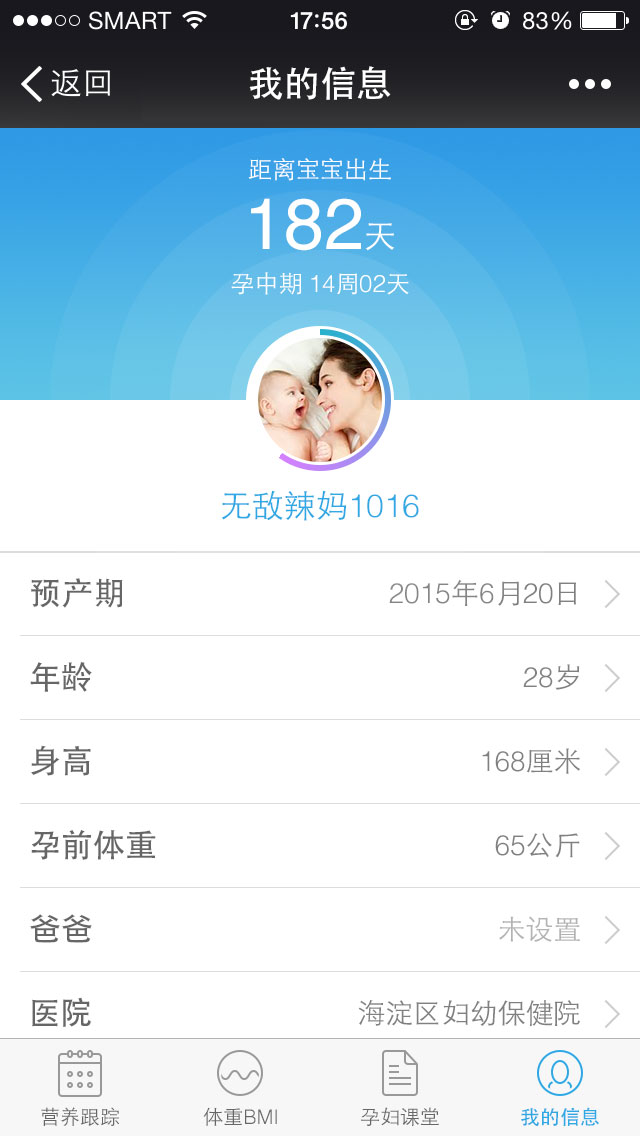 SMART 17:56 83%
返回 我的信息
距离宝宝出生
182天
孕中期 14周02天
无敌辣妈1016
预产期 2015年6月20日
年龄 28岁
身高 168厘米
孕前体重 65公斤
爸爸 未设置
医院 海淀区妇幼保健院
营养跟踪 体重BMI 孕妇课堂 我的信息